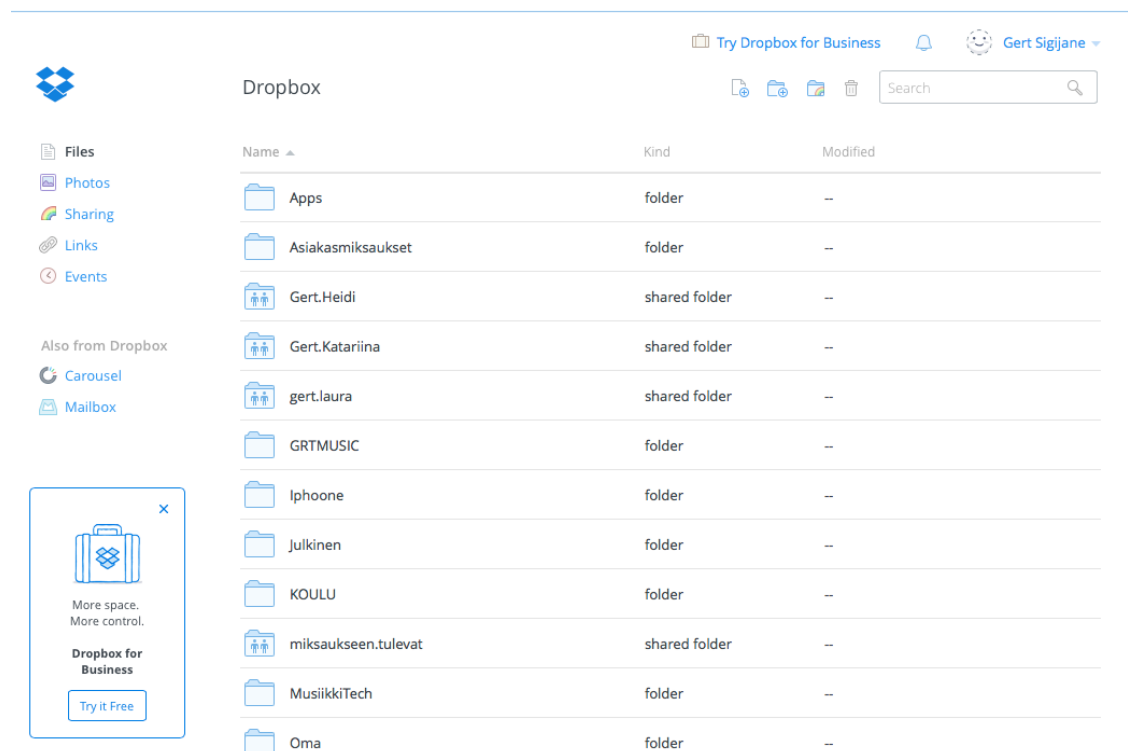 Try Dropbox for Business
Gert Sigijane
Dropbox
Search
Files
Photos
Sharing
Links
Events
Also from Dropbox
Carousel
Mailbox
More space.
More control.
Dropbox for
Business
Try it Free
Name Kind Modified
Apps folder --
Asiakasmiksaukset folder --
Gert.Heidi shared folder --
Gert.Katariina shared folder --
gert.laura shared folder --
GRTMUSIC folder --
Iphoone folder --
Julkinen folder --
KOULU folder --
miksaukseen.tulevat shared folder --
MusiikkiTech folder --
Oma folder --